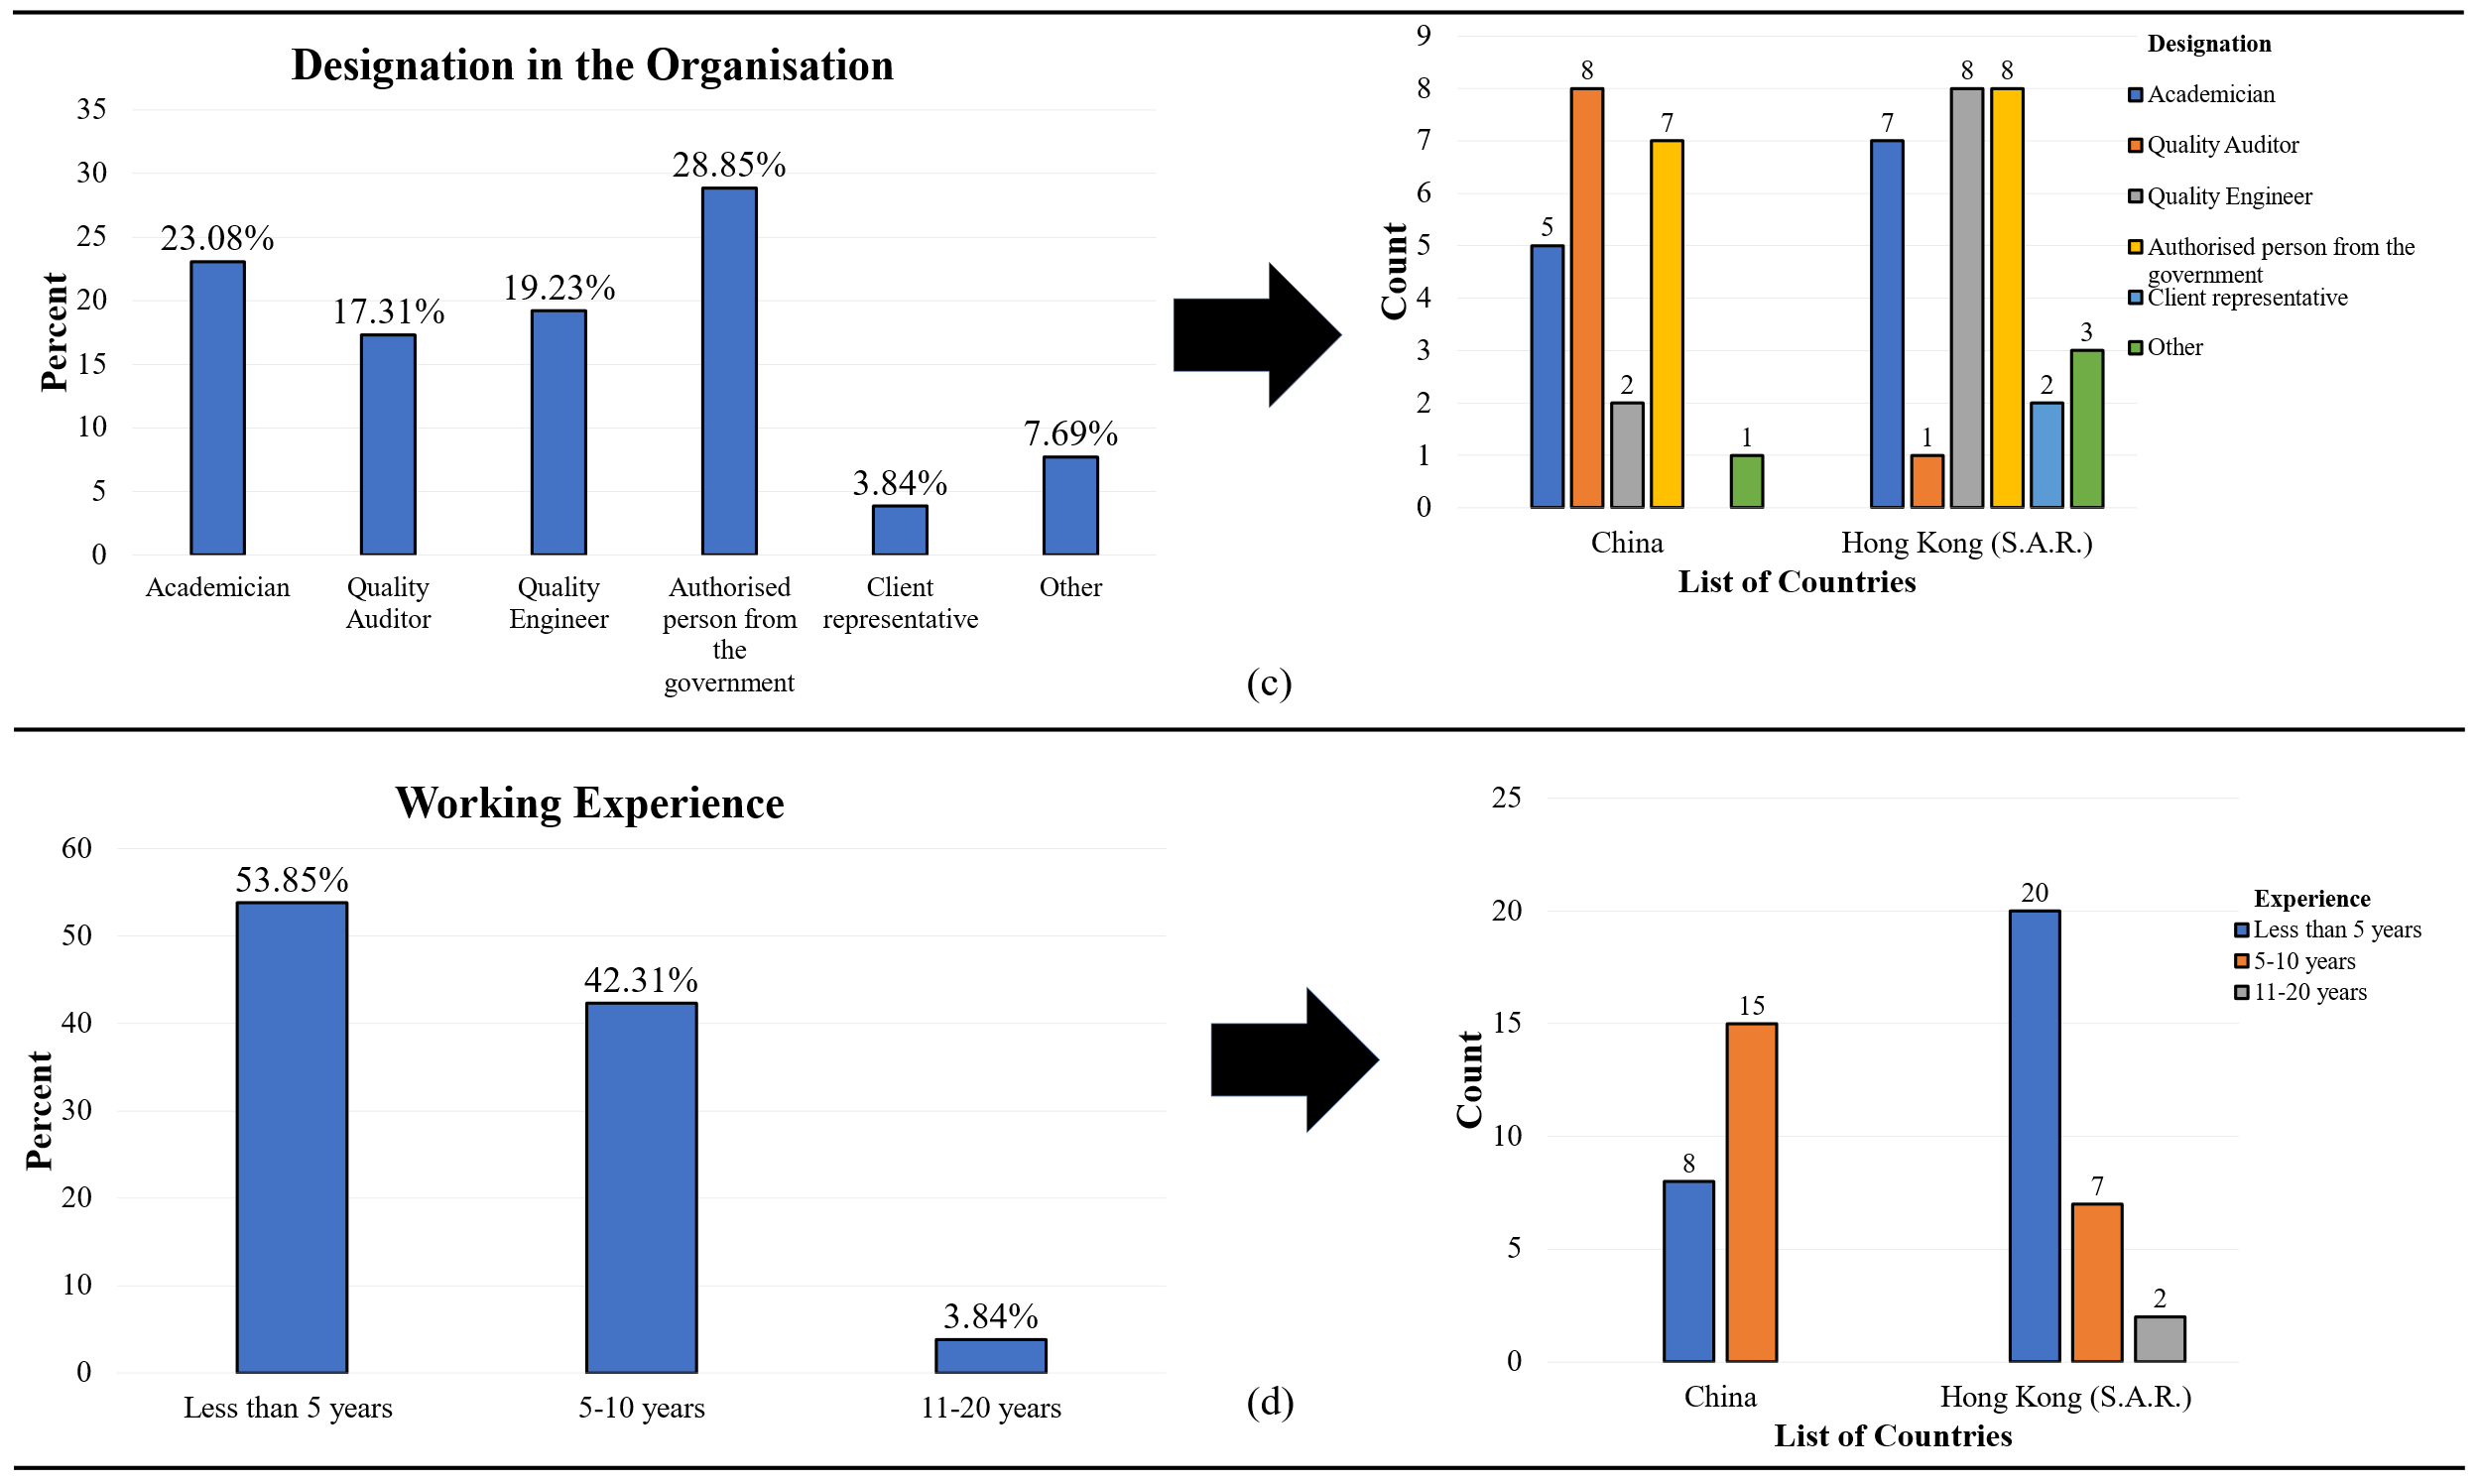 Designation in the Organisation
35
30
25
20
15
10
5
0
Percent
23.08%
17.31%
19.23%
28.85%
3.84%
7.69%
Academician
Quality
Auditor
Quality
Engineer
Authorised
person from
the
government
Client
representative
Other
9
8
7
6
5
4
3
2
1
0
Count
5
8
2
7
1
7
1
8
8
2
3
China
Hong Kong (S.A.R.)
List of Countries
Designation
Academician
Quality Auditor
Quality Engineer
Authorised person from the
government
Client representative
Other
(c)
Working Experience
60
50
40
30
20
10
0
Percent
53.85%
42.31%
3.84%
Less than 5 years
5-10 years
11-20 years
25
20
15
10
5
0
Count
8
15
20
7
2
China
Hong Kong (S.A.R.)
List of Countries
Experience
Less than 5 years
5-10 years
11-20 years
(d)